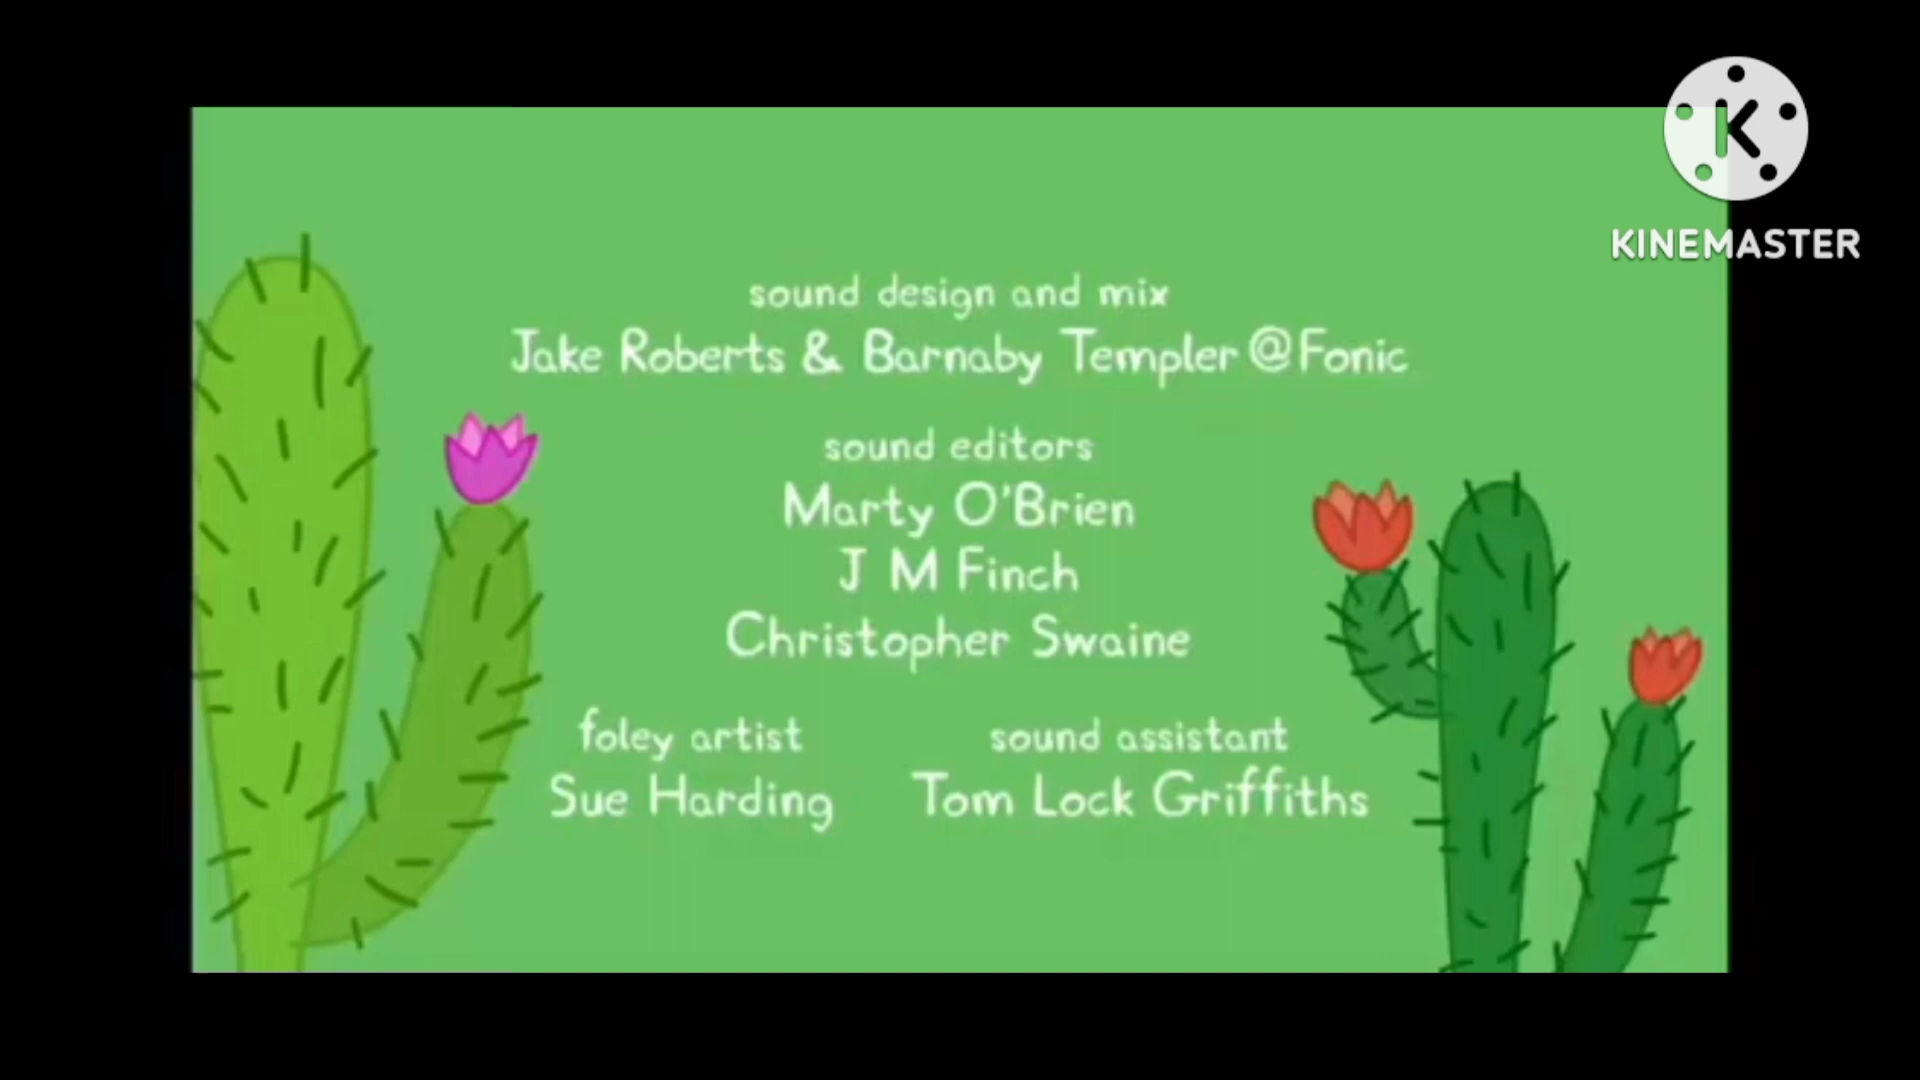 K
KINEMASTER
sound design and mix
Jake Roberts & Barnaby Templer @Fonic
sound editors
Marty O'Brien
J M Finch
Christopher Swaine
foley artist
Sue Harding
sound assistant
Tom Lock Griffiths